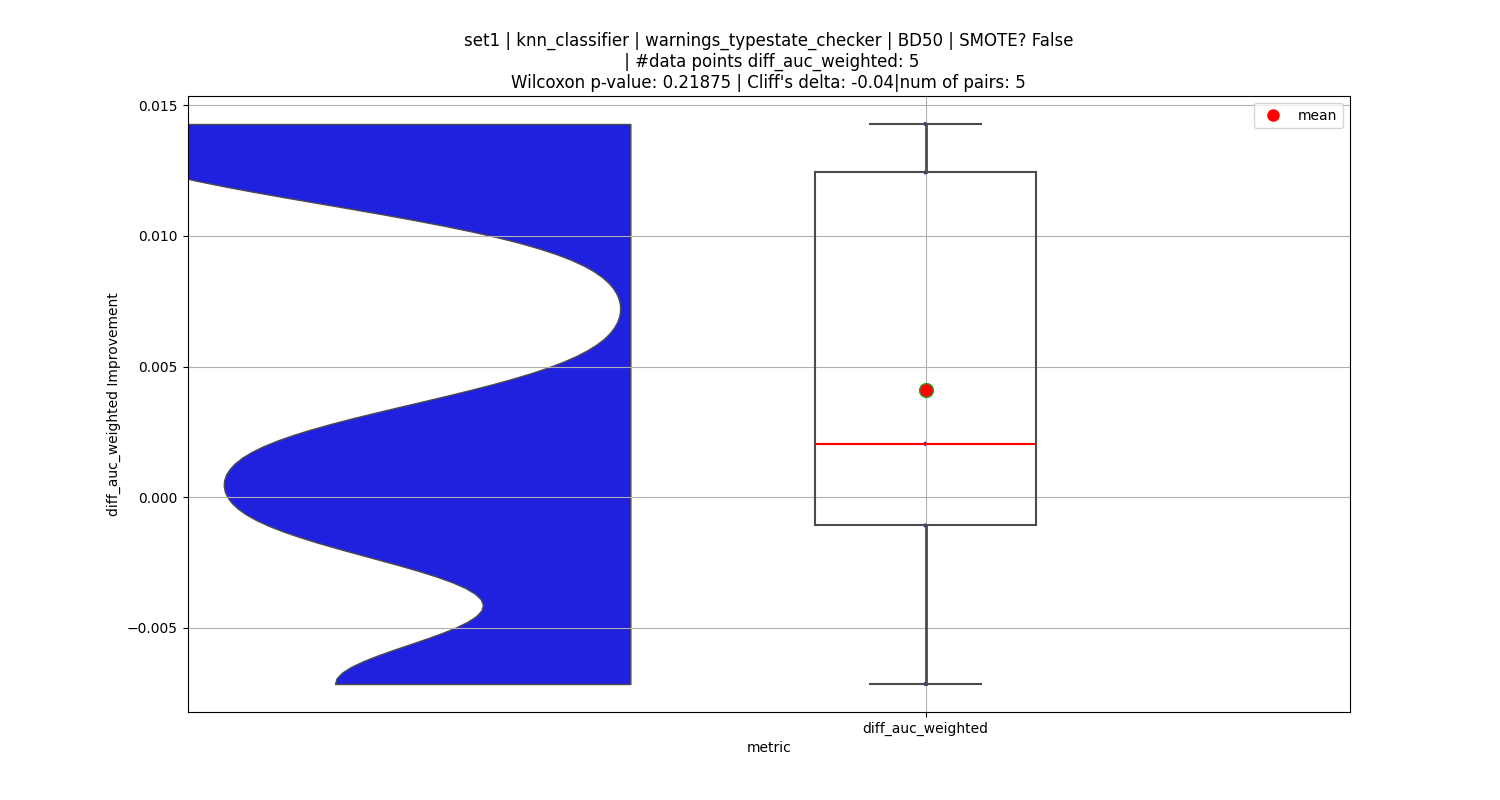 set1 | knn_classifier | warnings_typestate_checker | BD50 | SMOTE? False
| #data points diff_auc_weighted: 5
Wilcoxon p-value: 0.21875 | Cliff's delta: -0.04|num of pairs: 5
0.015
0.010
0.005
0.000
−0.005
diff_auc_weighted Improvement
mean
diff_auc_weighted
metric